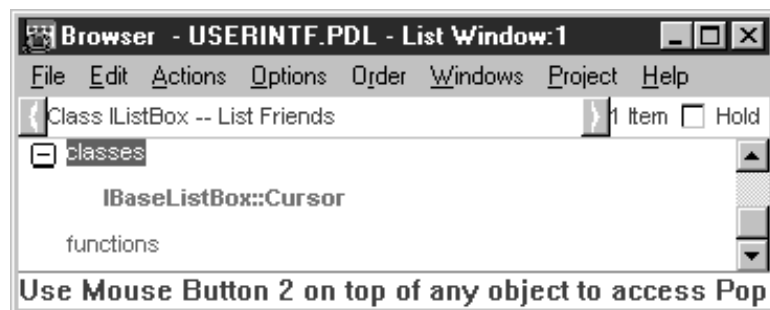 Browser - USERINTF.PDL - List Window:1
File Edit Actions Options Order Windows Project Help
Class IListBox -- List Friends 1 Item Hold
classes
IBaseListBox::Cursor
functions
Use Mouse Button 2 on top of any object to access Pop